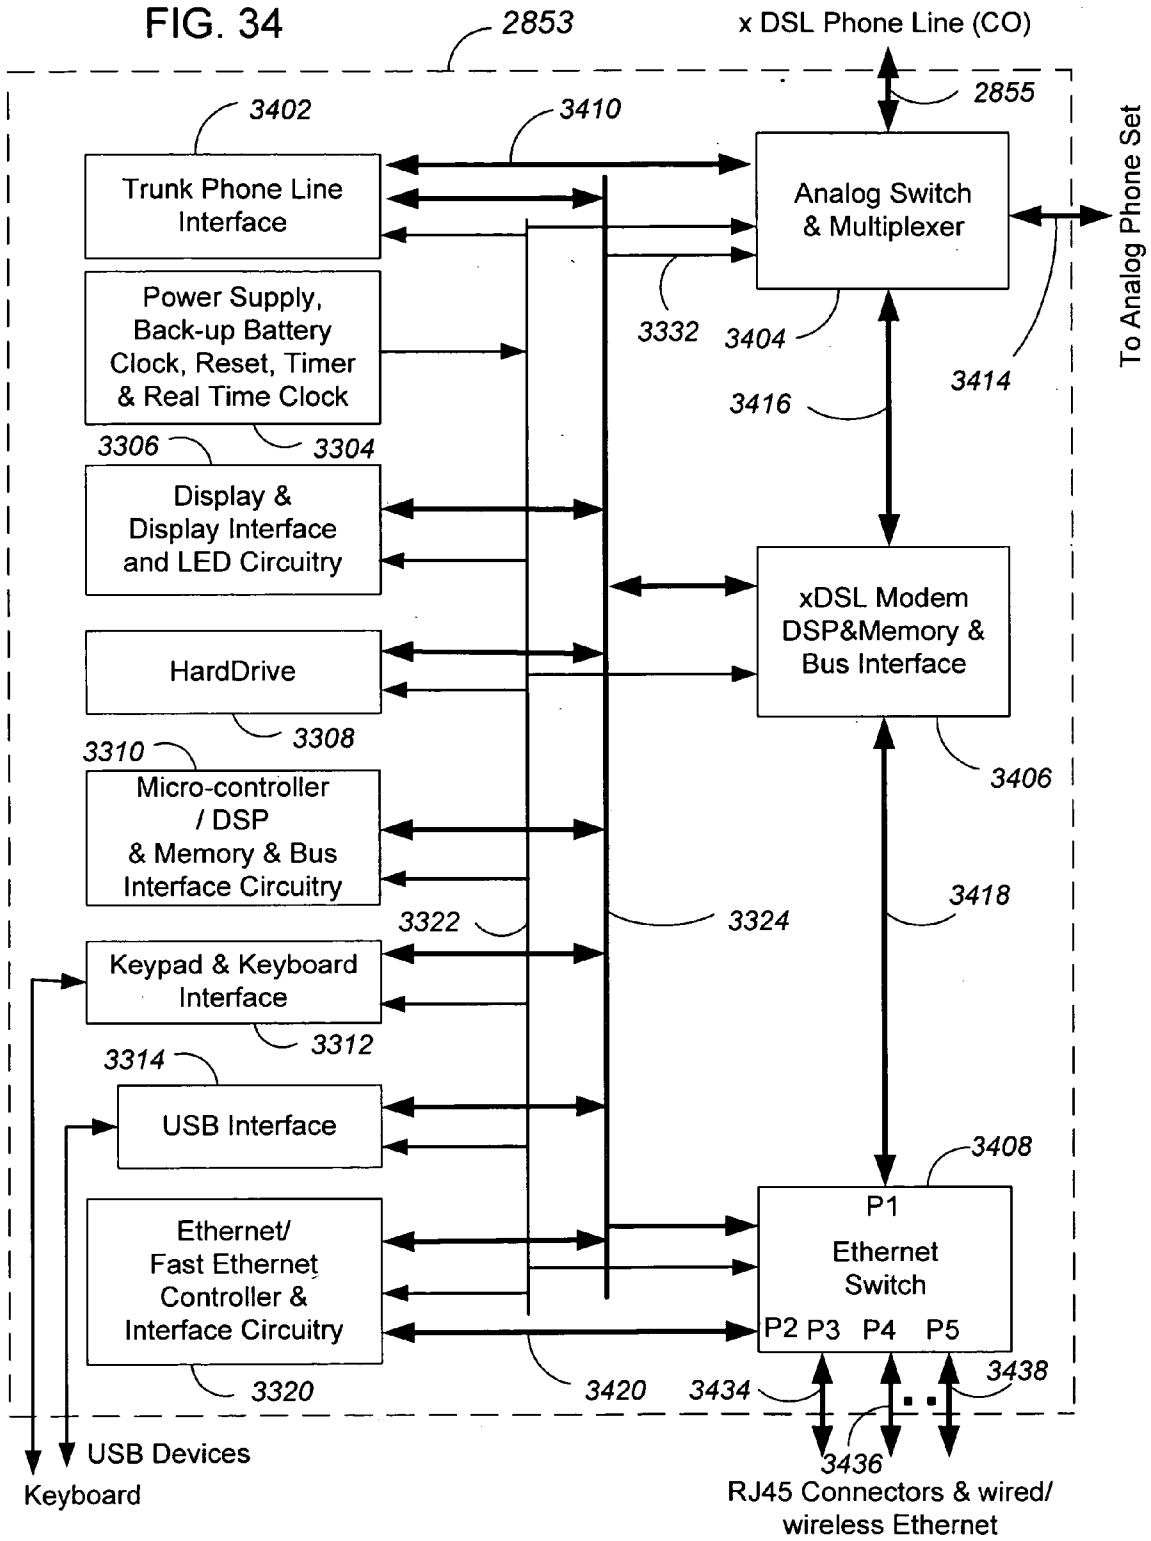 FIG. 34
2853
x DSL Phone Line (CO)
2855
3402
3410
To Analog Phone Set
Trunk Phone Line
Interface
Analog Switch
& Multiplexer
3332
3404
3414
Power Supply,
Back-up Battery
Clock, Reset, Timer
& Real Time Clock
3416
3306
3304
Display &
Display Interface
and LED Circuitry
xDSL Modem
DSP&Memory &
Bus Interface
HardDrive
3308
3310
3406
Micro-controller
/ DSP
& Memory & Bus
Interface Circuitry
3322
3324
3418
Keypad & Keyboard
Interface
3312
3314
USB Interface
3408
P1
Ethernet
Switch
P2 P3 P4 P5
Ethernet/
Fast Ethernet
Controller &
Interface Circuitry
3320
3420
3434
3438
3436
USB Devices
Keyboard
RJ45 Connectors & wired/
wireless Ethernet